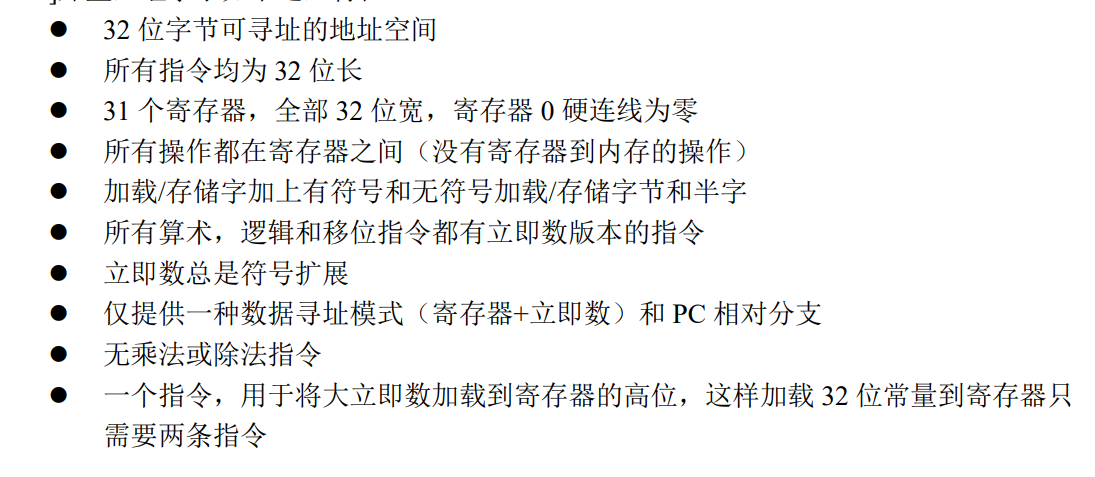 ● 32 位字节可寻址的地址空间
● 所有指令均为 32 位长
● 31 个寄存器，全部 32 位宽，寄存器 0 硬连线为零
● 所有操作都在寄存器之间（没有寄存器到内存的操作）
● 加载/存储字加上有符号和无符号加载/存储字节和半字
● 所有算术，逻辑和移位指令都有立即数版本的指令
● 立即数总是符号扩展
● 仅提供一种数据寻址模式（寄存器+立即数）和 PC 相对分支
● 无乘法或除法指令
● 一个指令，用于将大立即数加载到寄存器的高位，这样加载 32 位常量到寄存器只
需要两条指令